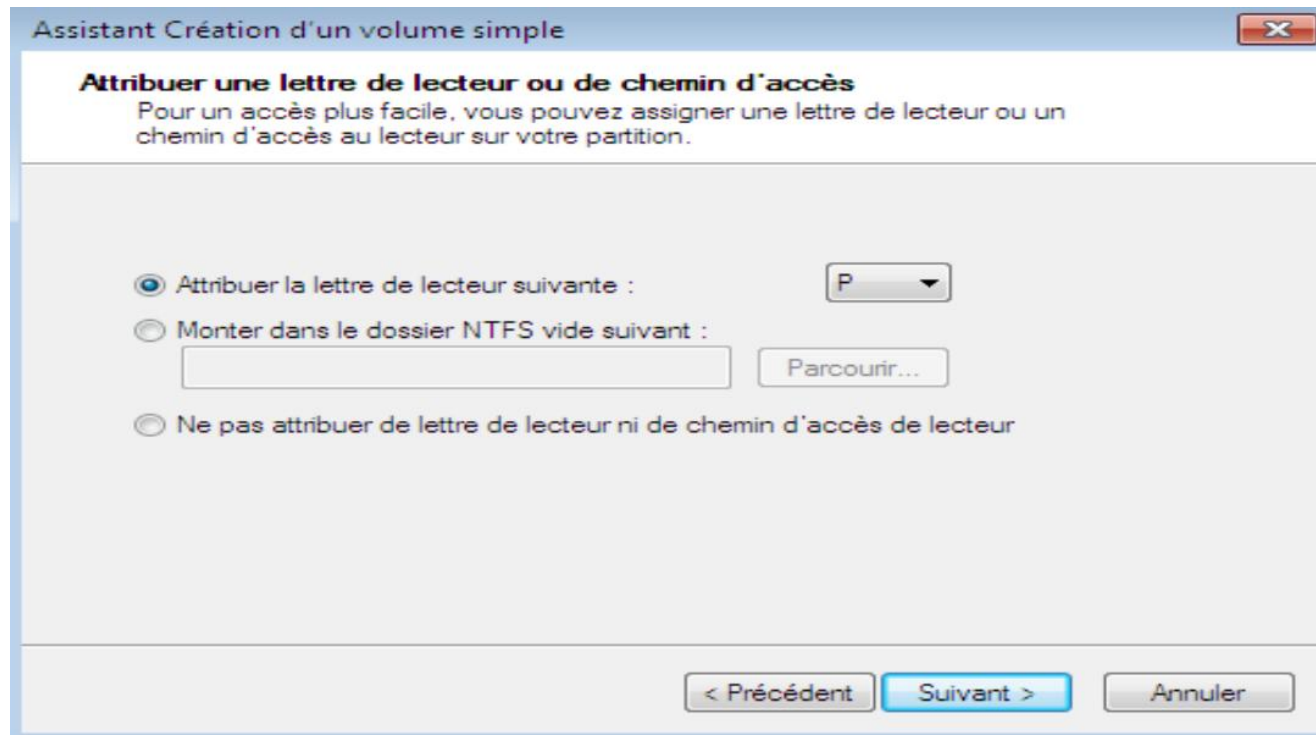 Assistant Création d'un volume simple
Attribuer une lettre de lecteur ou de chemin d'accès
Pour un accès plus facile, vous pouvez assigner une lettre de lecteur ou un
chemin d'accès au lecteur sur votre partition.
Attribuer la lettre de lecteur suivante : P
Monter dans le dossier NTFS vide suivant :
Parcourir...
Ne pas attribuer de lettre de lecteur ni de chemin d'accès de lecteur
< Précédent Suivant > Annuler